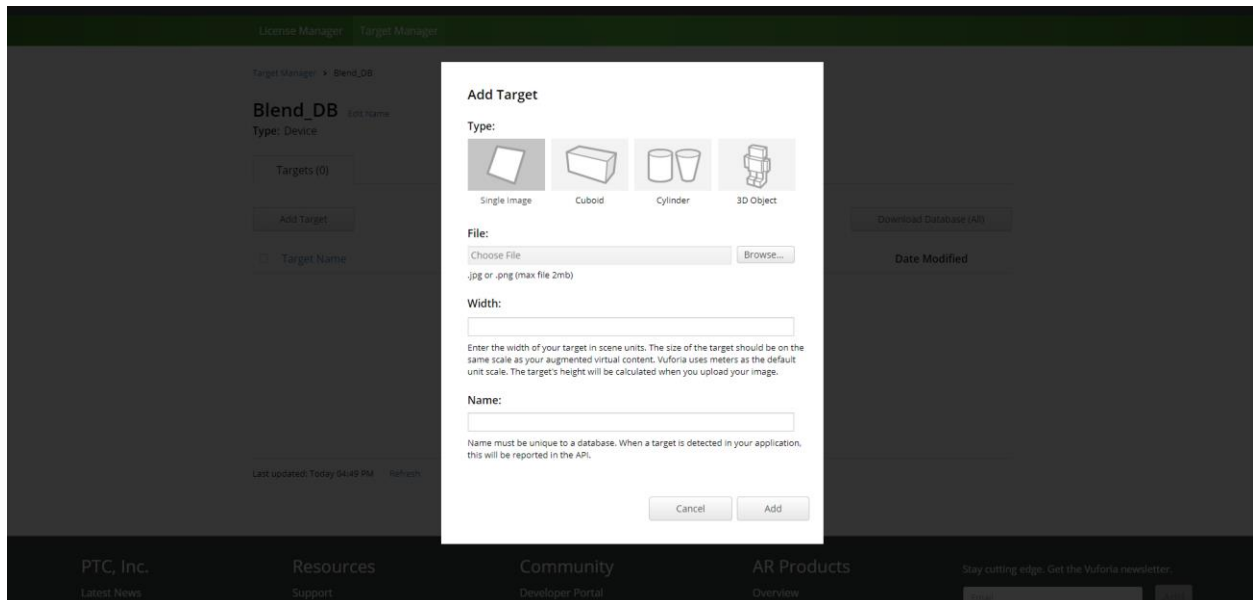 License Manager Target Manager
Target Manager > Blend_DB
Blend_DB Edit Name
Type: Device
Targets (0)
Add Target
Download Database (All)
Target Name
Date Modified
Last updated: Today 04:49 PM Refresh
Add Target
Type:
Single Image Cuboid Cylinder 3D Object
File:
Choose File Browse...
.jpg or .png (max file 2mb)
Width:
Enter the width of your target in scene units. The size of the target should be on the
same scale as your augmented virtual content. Vuforia uses meters as the default
unit scale. The target's height will be calculated when you upload your image.
Name:
Name must be unique to a database. When a target is detected in your application,
this will be reported in the API.
Cancel Add
PTC, Inc. Resources Community AR Products Stay cutting edge. Get the Vuforia newsletter.
Latest News Support Developer Portal Overview Email Add